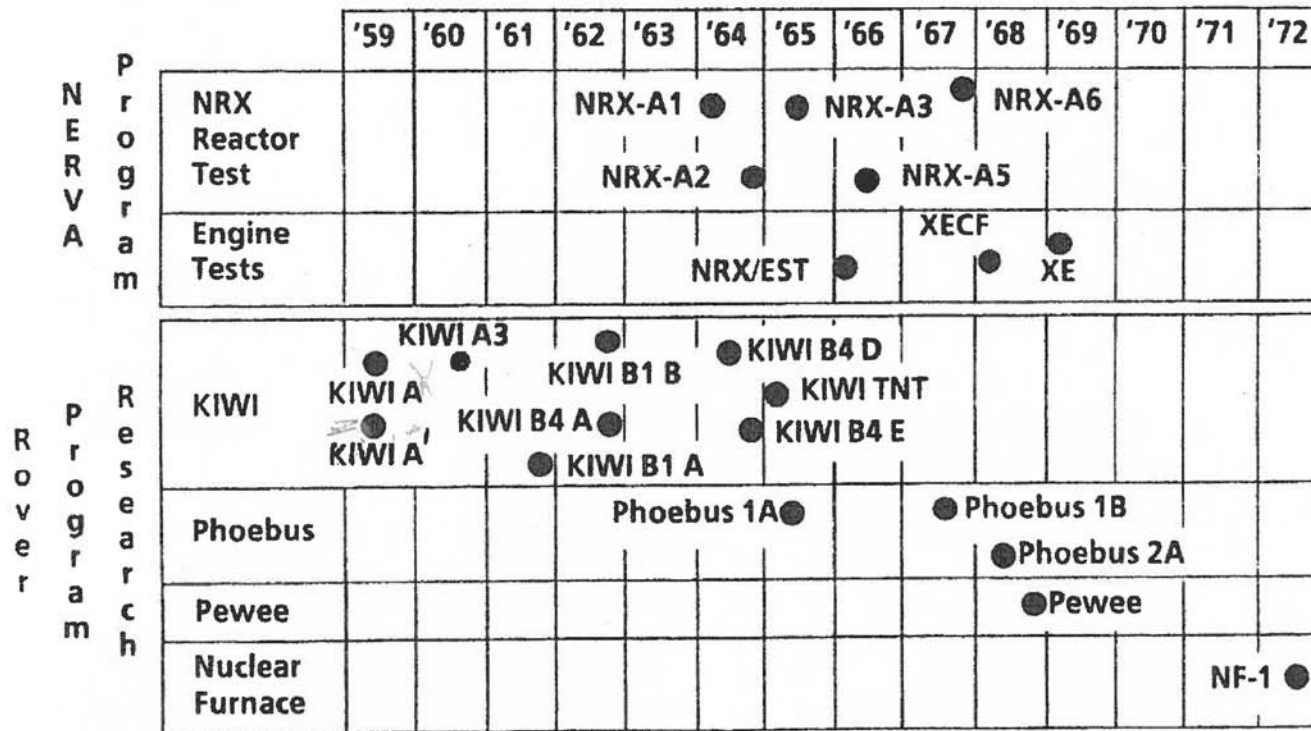 '59 '60 '61 '62 '63 '64 '65 '66 '67 '68 '69 '70 '71 '72
NERVA
Program
NRX
Reactor
Test
NRX-A1
NRX-A3
NRX-A6
NRX-A2
NRX-A5
Engine
Tests
XECF
NRX/EST
XE
Rover
Program
Research
KIWI
KIWI A3
KIWI A
KIWI A'
KIWI B1 B
KIWI B4 A
KIWI B1 A
KIWI B4 D
KIWI TNT
KIWI B4 E
Phoebus
Phoebus 1A
Phoebus 1B
Phoebus 2A
Pewee
Pewee
Nuclear
Furnace
NF-1